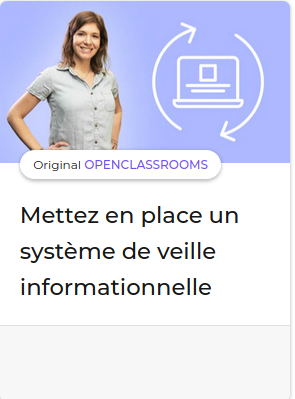 Original OPENCLASSROOMS
Mettez en place un
système de veille
informationnelle